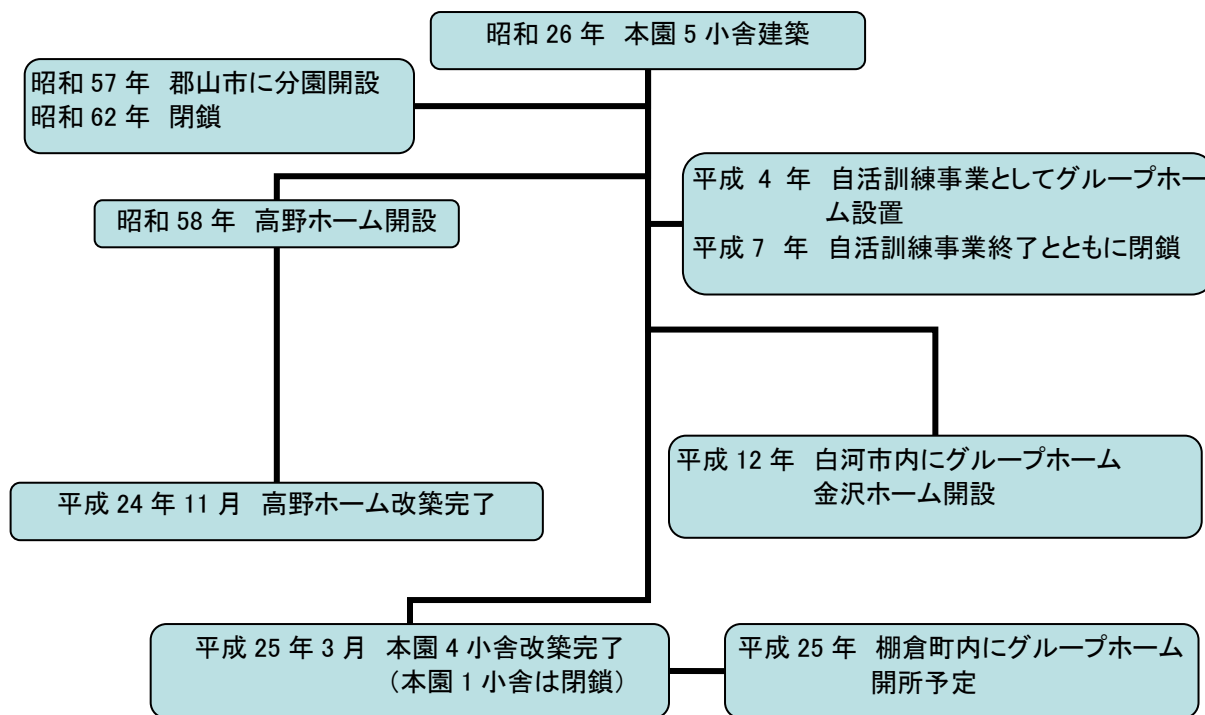 昭和 26 年 本園 5 小舎建築
昭和 57 年 郡山市に分園開設
昭和 62 年 閉鎖
平成 4 年 自活訓練事業としてグループホー
ム設置
平成 7 年 自活訓練事業終了とともに閉鎖
昭和 58 年 高野ホーム開設
平成 12 年 白河市内にグループホーム
金沢ホーム開設
平成 24 年 11 月 高野ホーム改築完了
平成 25 年 3 月 本園 4 小舎改築完了
（本園 1 小舎は閉鎖）
平成 25 年 棚倉町内にグループホーム
開所予定